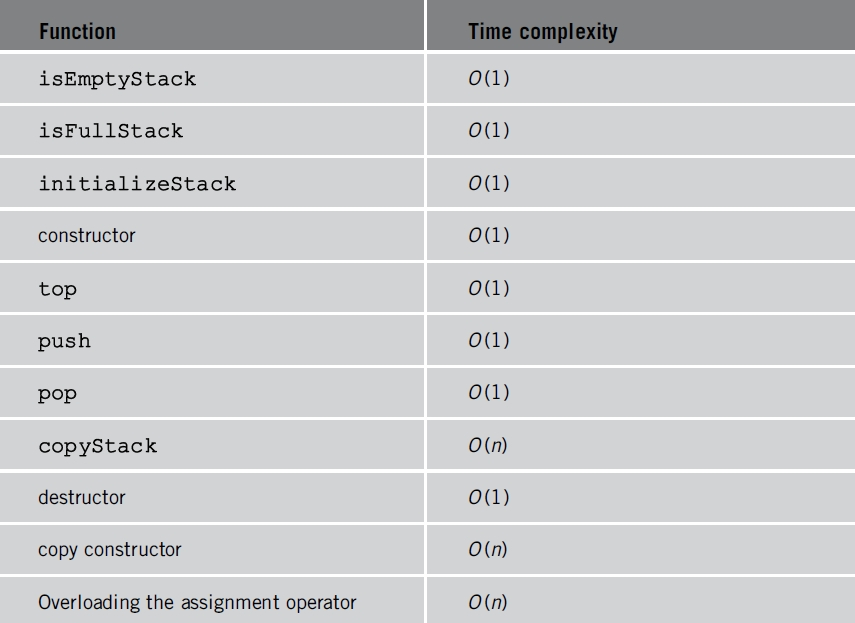 Function Time complexity
isEmptyStack O(1)
isFullStack O(1)
initializeStack O(1)
constructor O(1)
top O(1)
push O(1)
pop O(1)
copyStack O(n)
destructor O(1)
copy constructor O(n)
Overloading the assignment operator O(n)